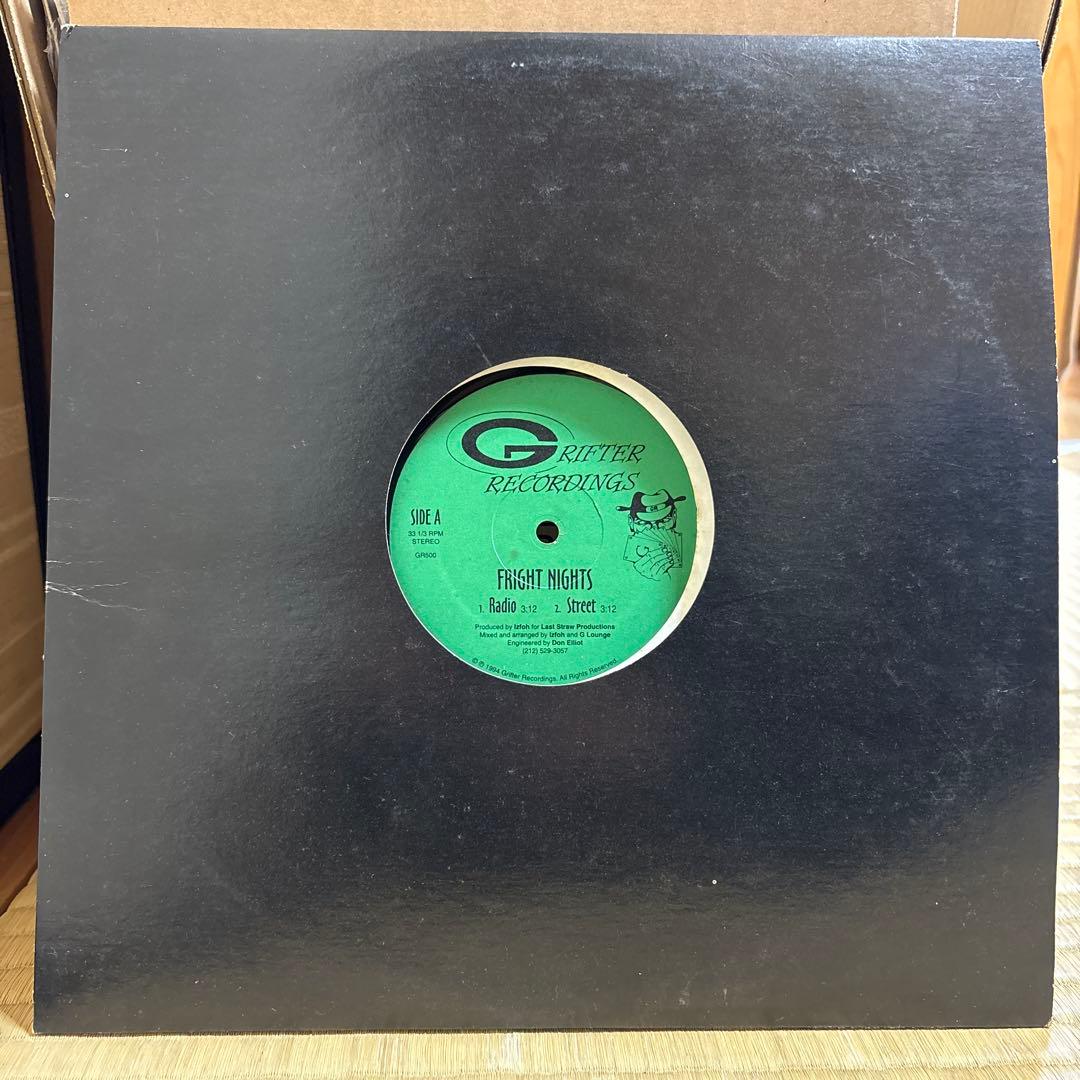 GRIFTER
RECORDINGS
SIDE A
33 1/3 RPM
STEREO
GR500
FRIGHT NIGHTS
1. Radio 3:12 2. Street 3:12
Produced by Izfoh for Last Straw Productions
Mixed and arranged by Izfoh and G Lounge
Engineered by Don Elliot
(212) 529-3057
© ℗ 1994 Grifter Recordings. All Rights Reserved.